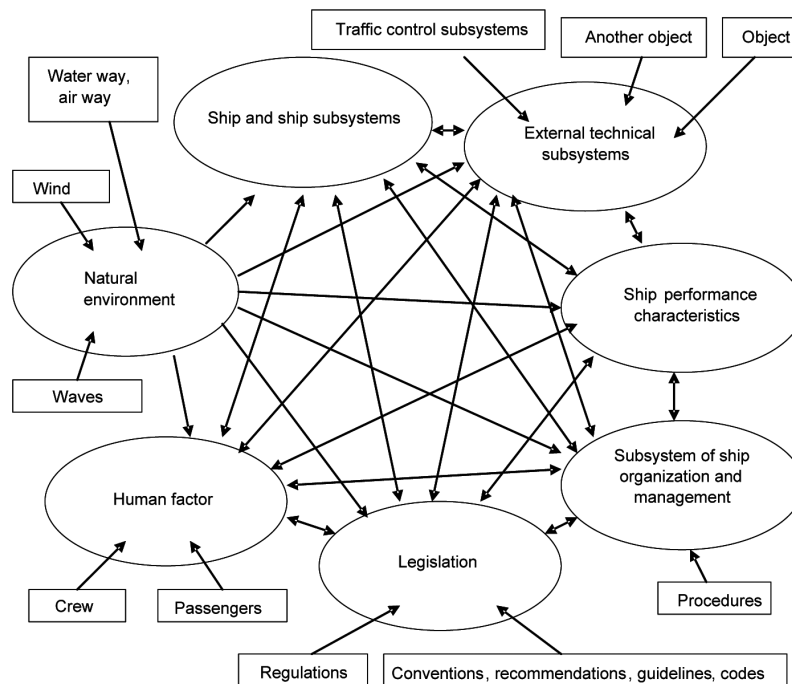 Traffic control subsystems
Another object
Object
Water way,
air way
Ship and ship subsystems
External technical
subsystems
Wind
Natural
environment
Ship performance
characteristics
Waves
Subsystem of ship
organization and
management
Human factor
Legislation
Crew
Passengers
Procedures
Regulations
Conventions, recommendations, guidelines, codes